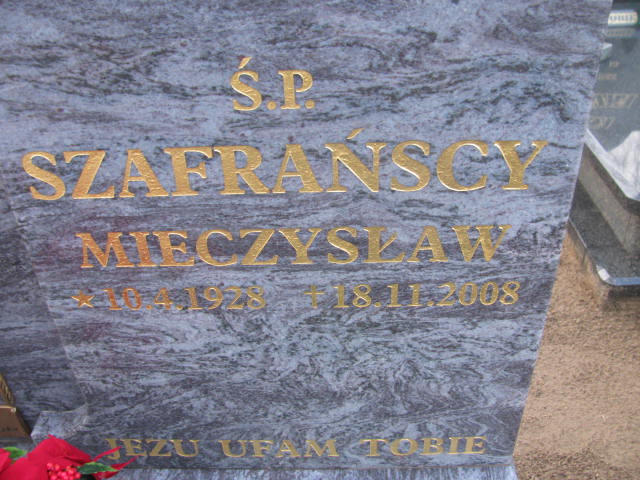 Ś.P.
SZAFRAŃSCY
MIECZYSŁAW
★ 10.4.1928 † 18.11.2008
JEZU UFAM TOBIE